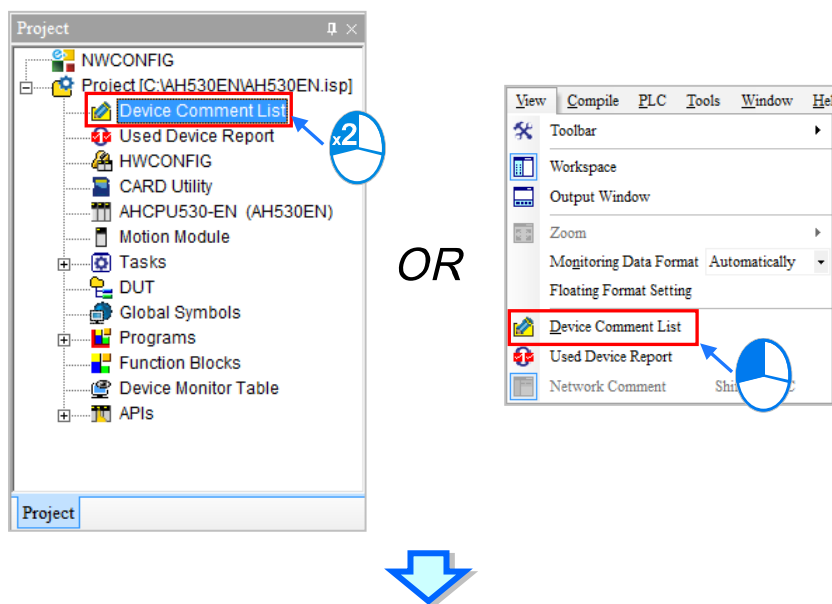 Project
NWCONFIG
Project [C:\AH530EN\AH530EN.isp]
Device Comment List
Used Device Report
HWCONFIG
CARD Utility
AHCPU530-EN (AH530EN)
Motion Module
Tasks
DUT
Global Symbols
Programs
Function Blocks
Device Monitor Table
APIs
Project
x2
OR
View Compile PLC Tools Window
Toolbar
Workspace
Output Window
Zoom
Monitoring Data Format Automatically
Floating Format Setting
Device Comment List
Used Device Report
Network Comment